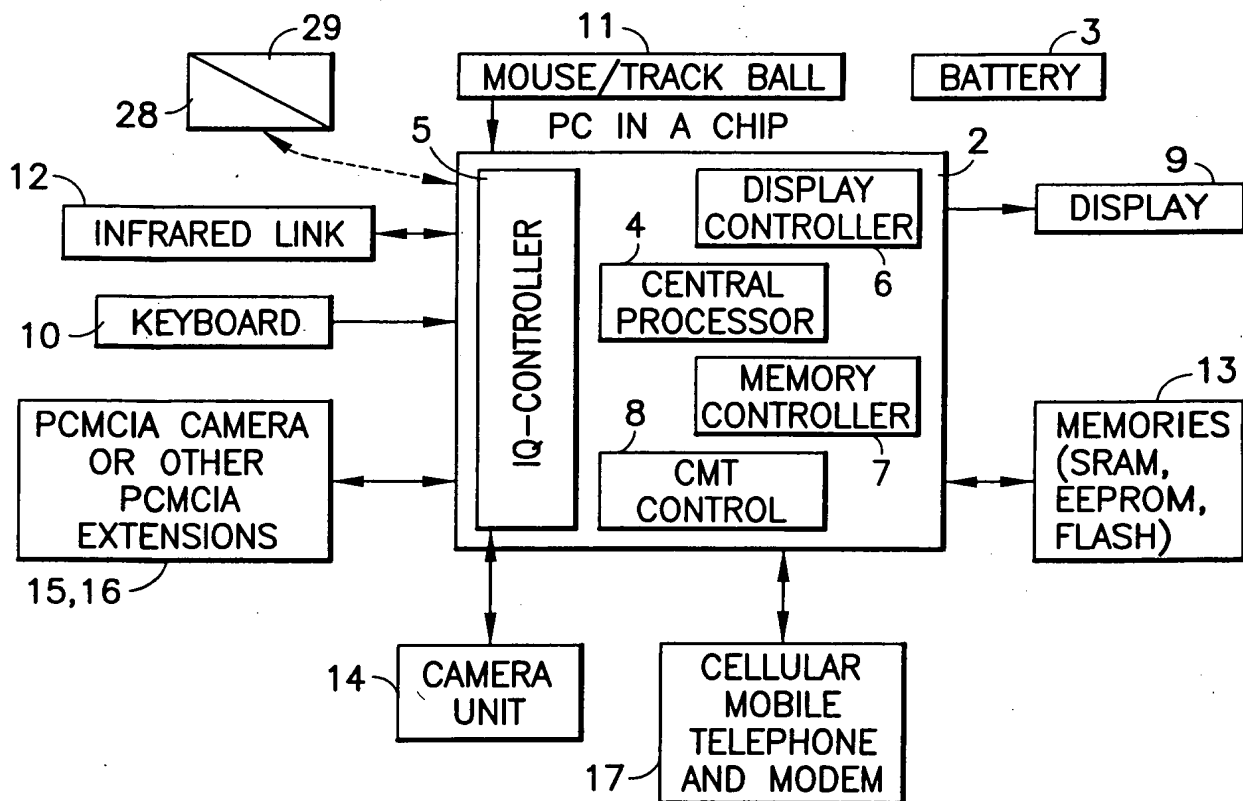 29
28
11
MOUSE/TRACK BALL
3
BATTERY
PC IN A CHIP
5
2
12
INFRARED LINK
IQ-CONTROLLER
DISPLAY
CONTROLLER
6
9
DISPLAY
4
CENTRAL
PROCESSOR
10
KEYBOARD
MEMORY
CONTROLLER
7
8
CMT
CONTROL
13
MEMORIES
(SRAM,
EEPROM,
FLASH)
PCMCIA CAMERA
OR OTHER
PCMCIA
EXTENSIONS
15,16
14
CAMERA
UNIT
17
CELLULAR
MOBILE
TELEPHONE
AND MODEM